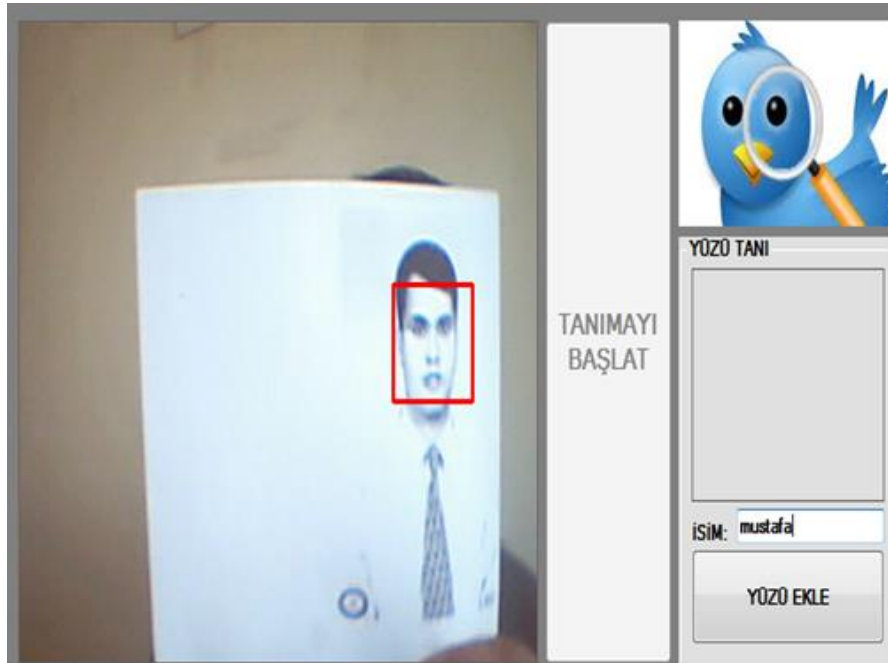 TANIMAYI
BAŞLAT
YÜZÜ TANI
İSİM: mustafa
YÜZÜ EKLE